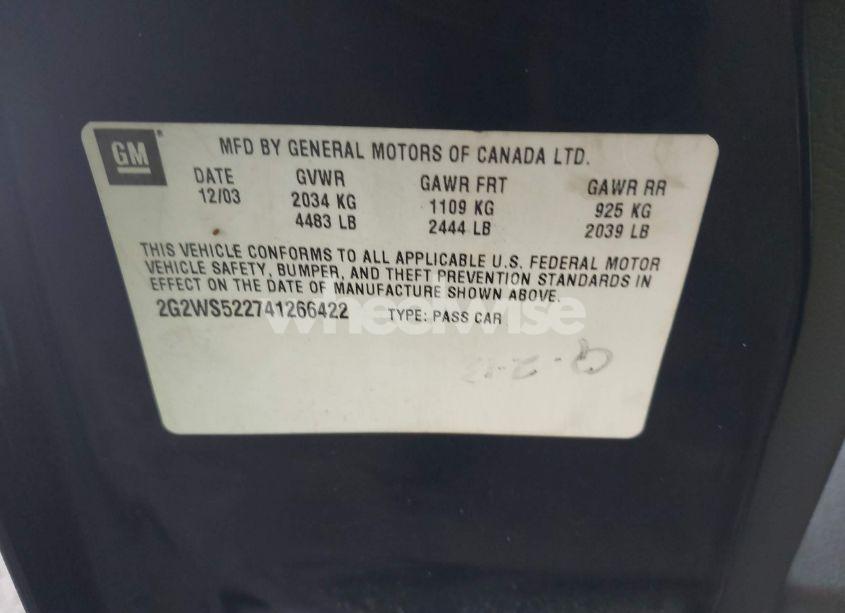 GM
MFD BY GENERAL MOTORS OF CANADA LTD.
DATE GVWR GAWR FRT GAWR RR
12/03 2034 KG 1109 KG 925 KG
4483 LB 2444 LB 2039 LB
THIS VEHICLE CONFORMS TO ALL APPLICABLE U.S. FEDERAL MOTOR
VEHICLE SAFETY, BUMPER, AND THEFT PREVENTION STANDARDS IN
EFFECT ON THE DATE OF MANUFACTURE SHOWN ABOVE.
2G2WS522741266422 TYPE: PASS CAR
wheelwise